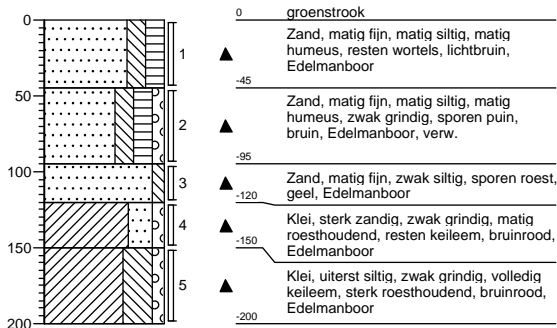 0
50
100
150
200
1
2
3
4
5
0 groenstrook
Zand, matig fijn, matig siltig, matig
humeus, resten wortels, lichtbruin,
Edelmanboor
-45
Zand, matig fijn, matig siltig, matig
humeus, zwak grindig, sporen puin,
bruin, Edelmanboor, verw.
-95
Zand, matig fijn, zwak siltig, sporen roest,
geel, Edelmanboor
-120
Klei, sterk zandig, zwak grindig, matig
roesthoudend, resten keileem, bruinrood,
Edelmanboor
-150
Klei, uiterst siltig, zwak grindig, volledig
keileem, sterk roesthoudend, bruinrood,
Edelmanboor
-200